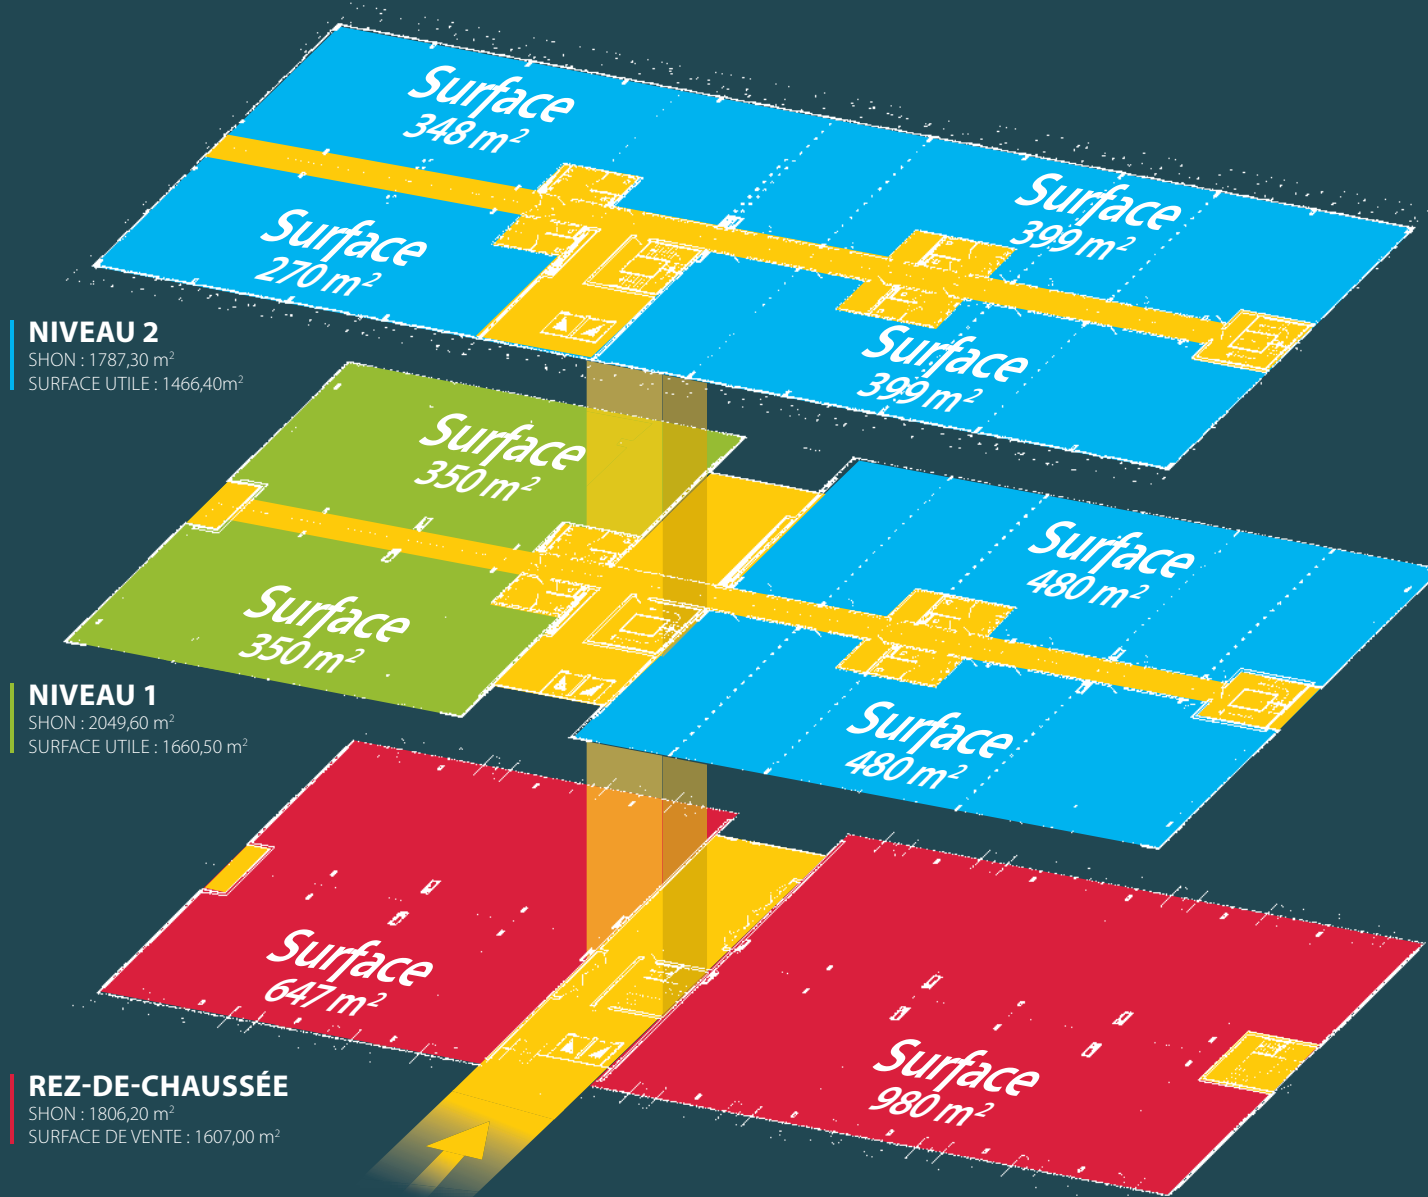 Surface
348 m²
Surface
399 m²
Surface
270 m²
Surface
399 m²
NIVEAU 2
SHON : 1787,30 m²
SURFACE UTILE : 1466,40m²
Surface
350 m²
Surface
480 m²
Surface
350 m²
Surface
480 m²
NIVEAU 1
SHON : 2049,60 m²
SURFACE UTILE : 1660,50 m²
Surface
647 m²
Surface
980 m²
REZ-DE-CHAUSSÉE
SHON : 1806,20 m²
SURFACE DE VENTE : 1607,00 m²